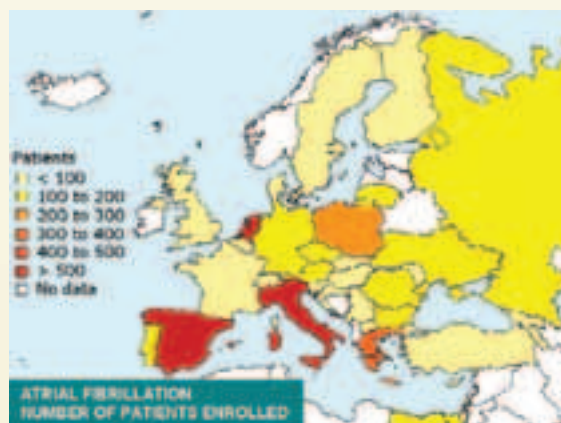 Patients
< 100
100 to 200
200 to 300
300 to 400
400 to 500
> 500
No data
ATRIAL FIBRILLATION
NUMBER OF PATIENTS ENROLLED